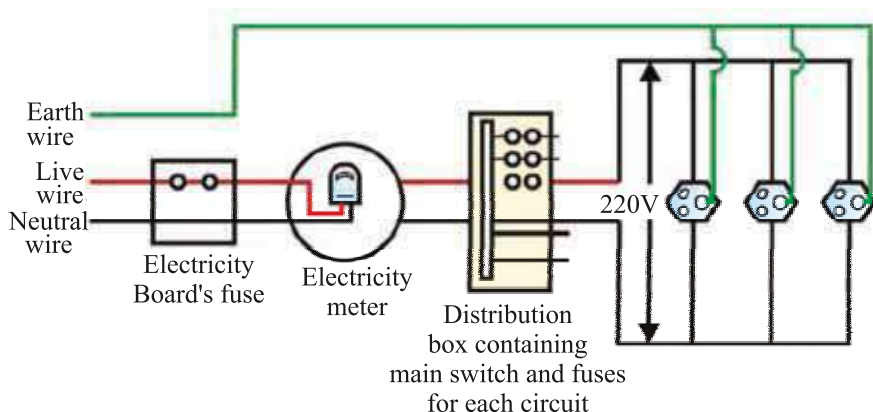 Earth
wire
Live
wire
Neutral
wire
Electricity
Board's fuse
Electricity
meter
Distribution
box containing
main switch and fuses
for each circuit
220V